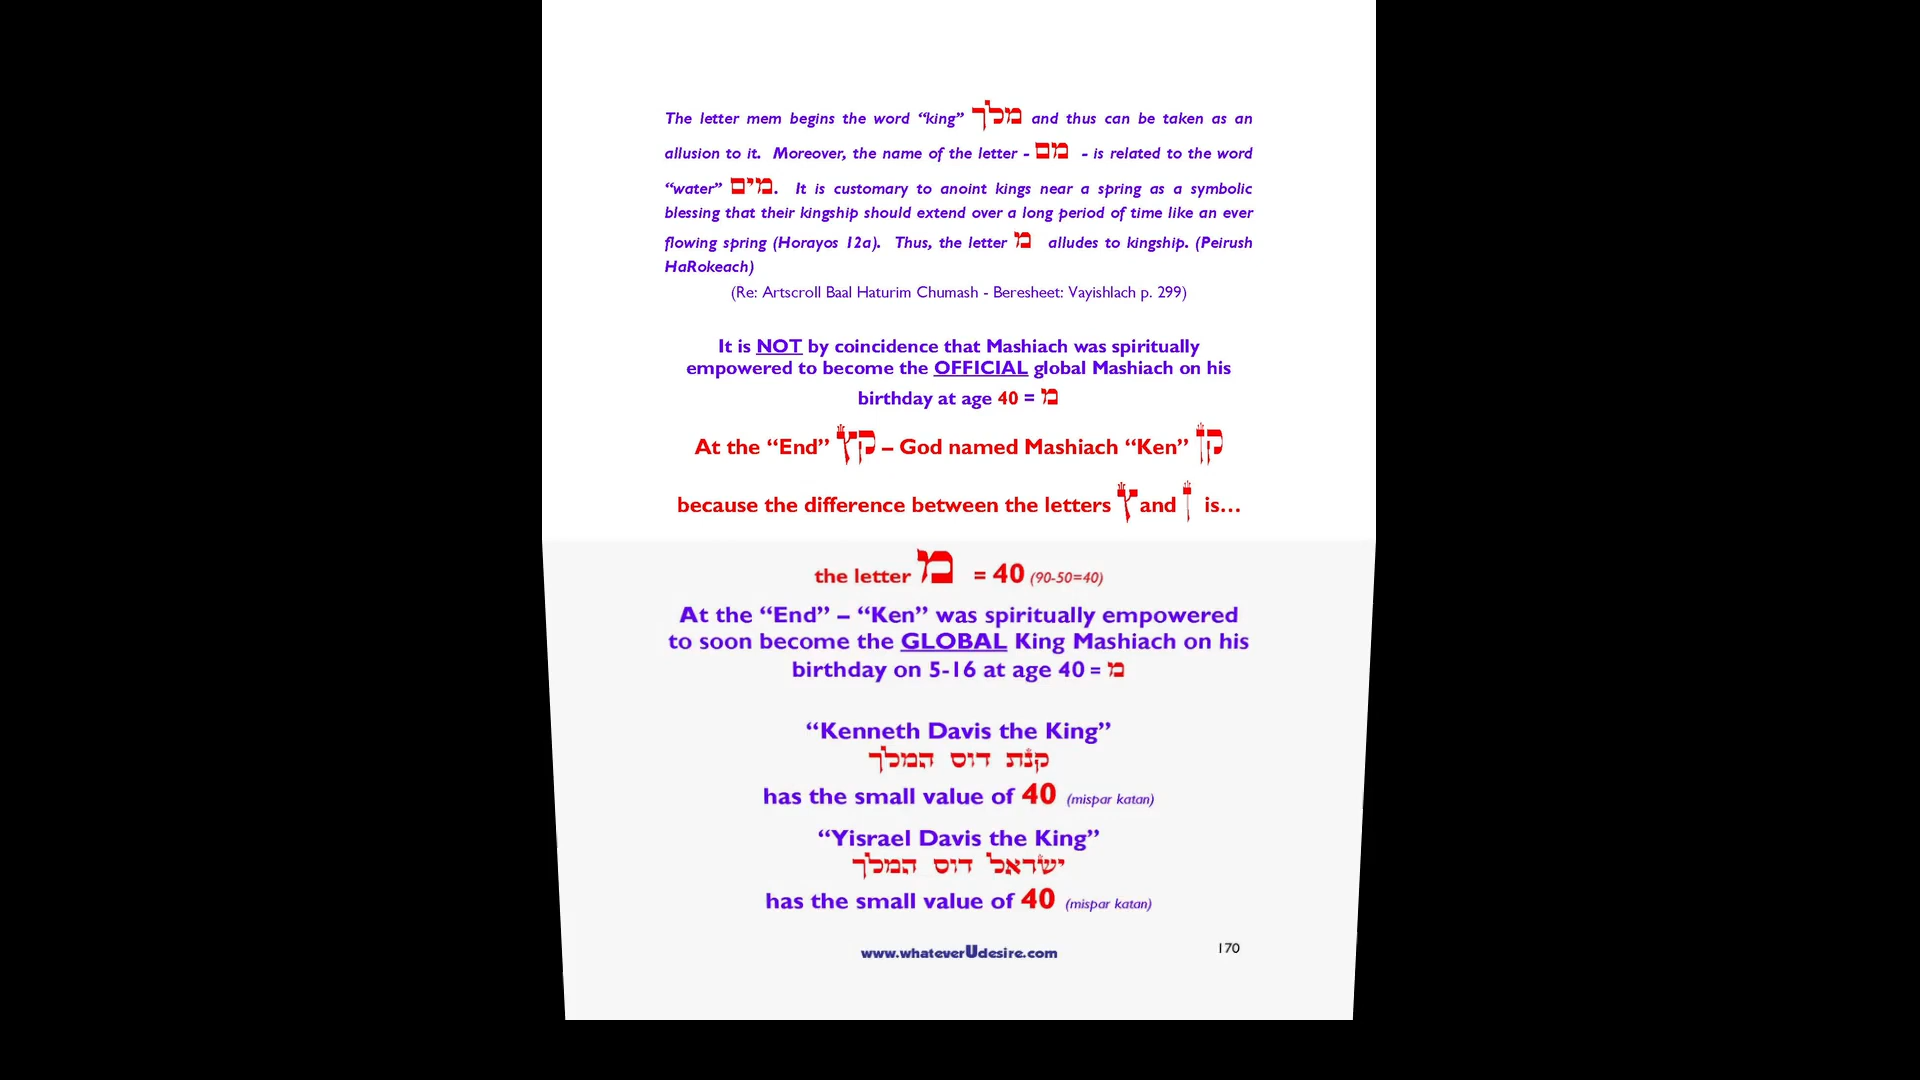 The letter mem begins the word “king” מלך and thus can be taken as an
allusion to it. Moreover, the name of the letter - מם - is related to the word
“water” מים. It is customary to anoint kings near a spring as a symbolic
blessing that their kingship should extend over a long period of time like an ever
flowing spring (Horayos 12a). Thus, the letter מ alludes to kingship. (Peirush
HaRokeach)
(Re: Artscroll Baal Haturim Chumash - Beresheet: Vayishlach p. 299)
It is NOT by coincidence that Mashiach was spiritually
empowered to become the OFFICIAL global Mashiach on his
birthday at age 40 = מ
At the “End” קץ – God named Mashiach “Ken” קן
because the difference between the letters ץ and ן is...
the letter מ = 40 (90-50=40)
At the “End” – “Ken” was spiritually empowered
to soon become the GLOBAL King Mashiach on his
birthday on 5-16 at age 40 = מ
“Kenneth Davis the King”
קנת דוס המלך
has the small value of 40 (mispar katan)
“Yisrael Davis the King”
ישראל דוס המלך
has the small value of 40 (mispar katan)
www.whateverUdesire.com 170